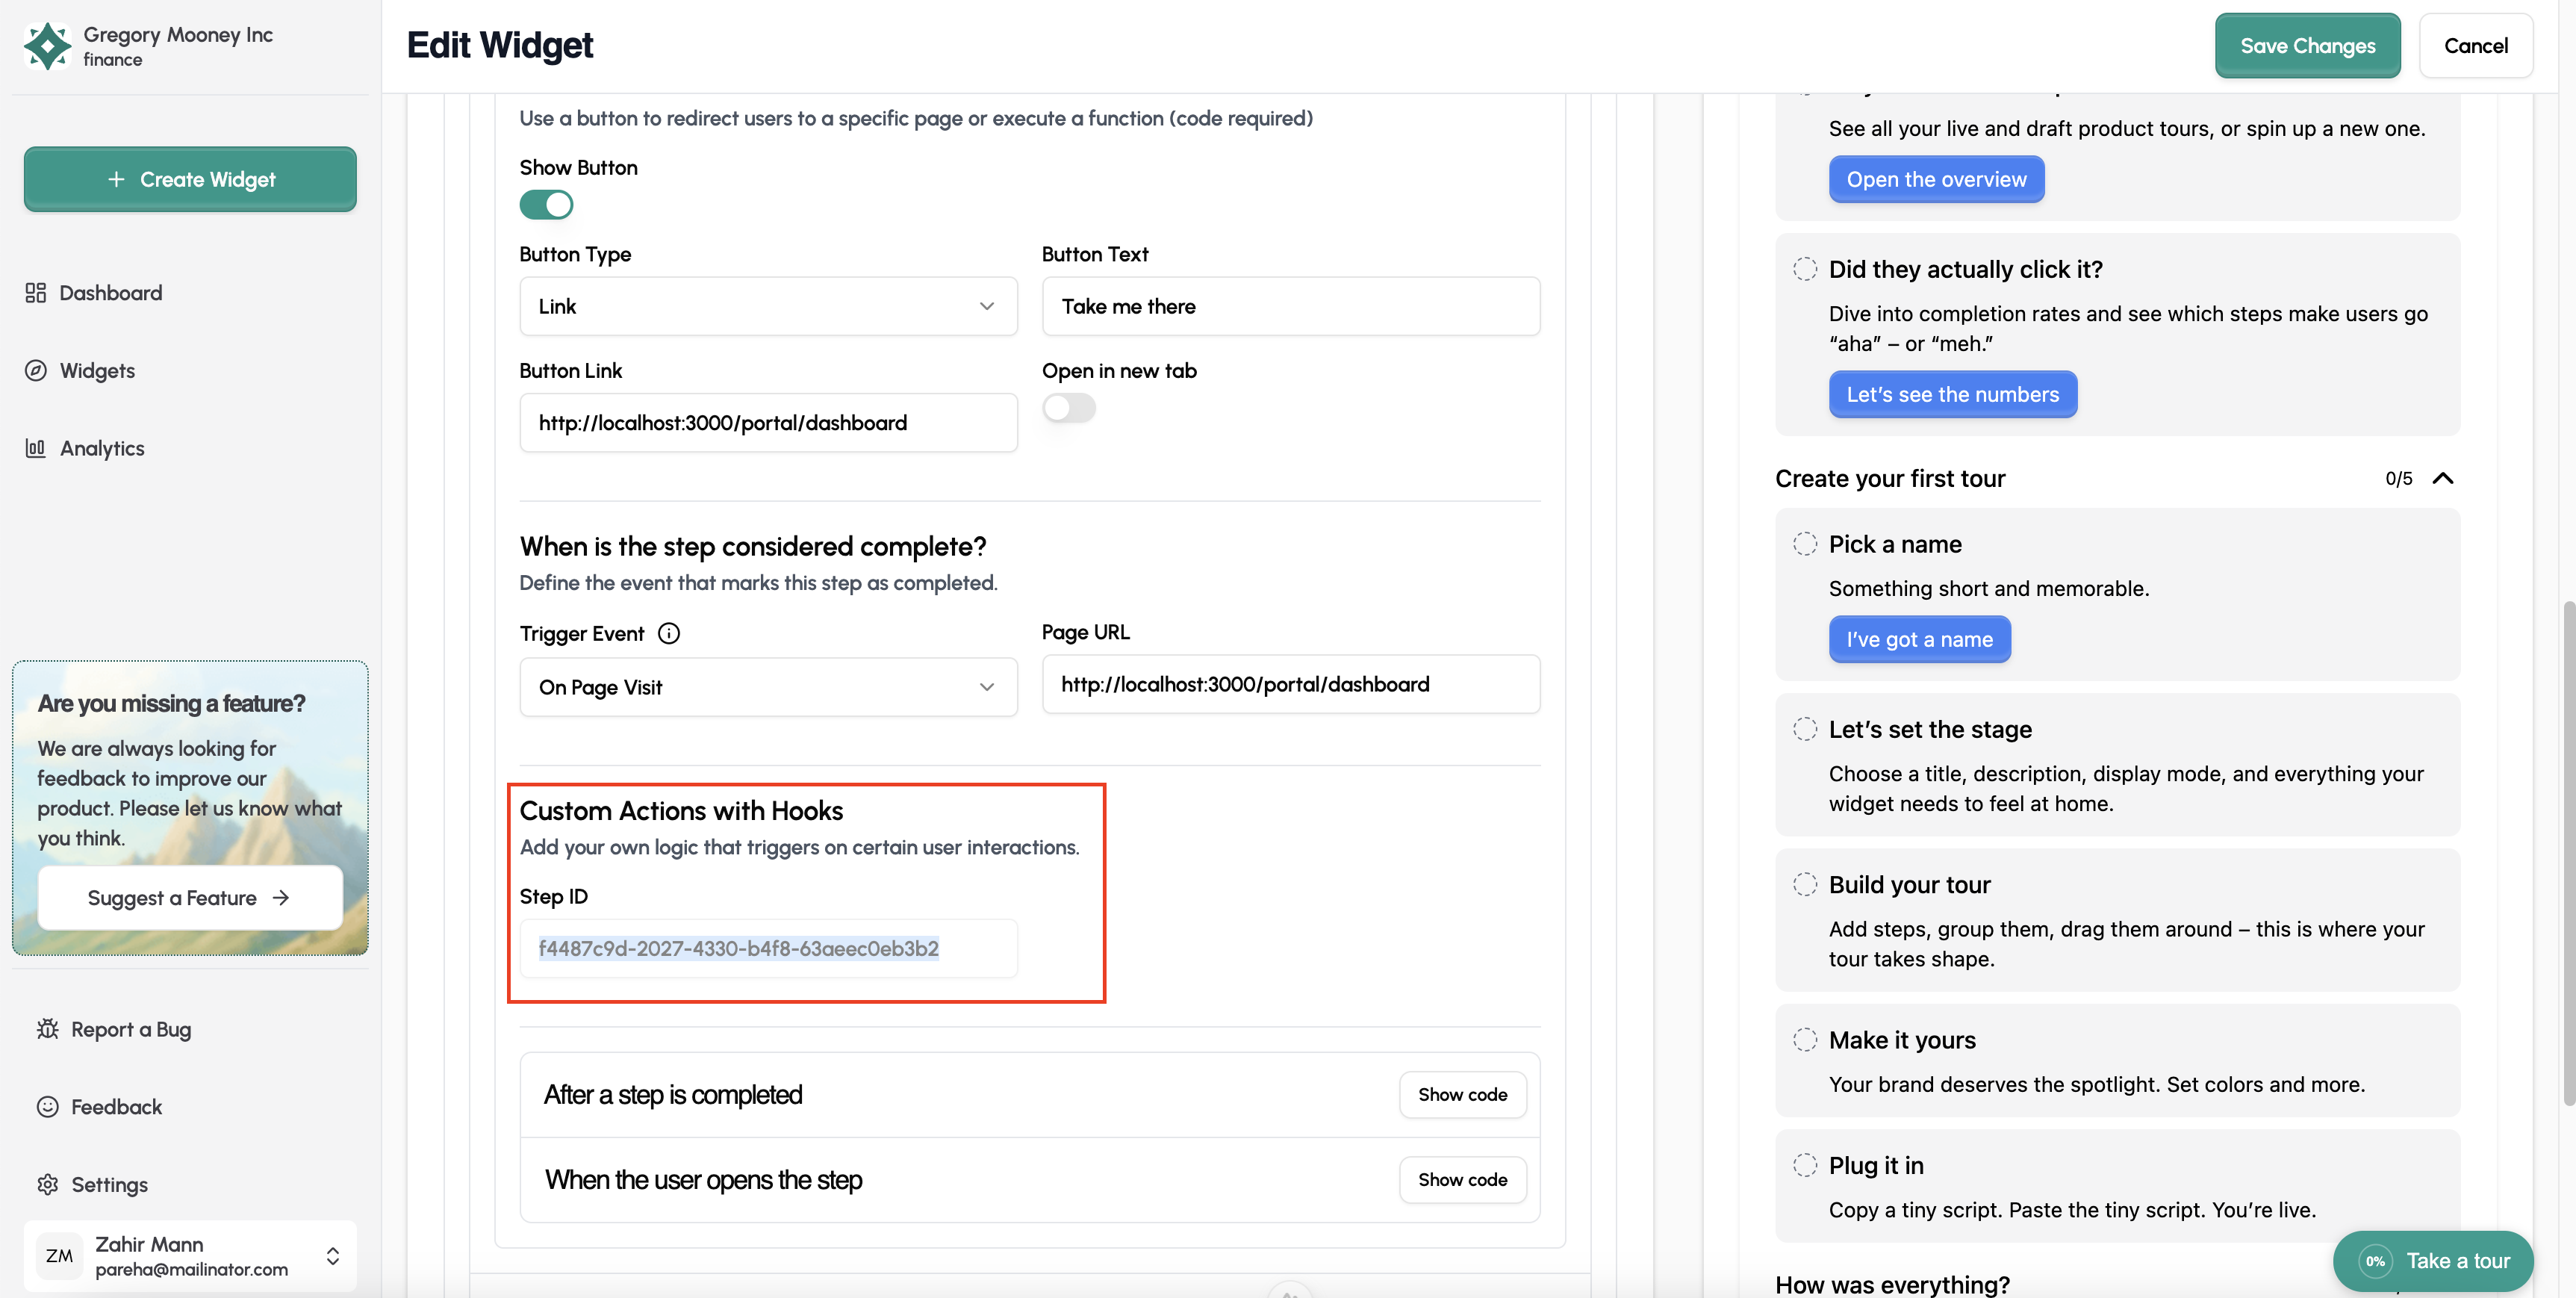 Gregory Mooney Inc
finance
Create Widget
Dashboard
Widgets
Analytics
Are you missing a feature?
We are always looking for
feedback to improve our
product. Please let us know what
you think.
Suggest a Feature
Report a Bug
Feedback
Settings
ZM
Zahir Mann
pareha@mailinator.com
Edit Widget
Save Changes
Cancel
Use a button to redirect users to a specific page or execute a function (code required)
Show Button
Button Type
Button Text
Link
Take me there
Button Link
Open in new tab
http://localhost:3000/portal/dashboard
When is the step considered complete?
Define the event that marks this step as completed.
Trigger Event
Page URL
On Page Visit
http://localhost:3000/portal/dashboard
Custom Actions with Hooks
Add your own logic that triggers on certain user interactions.
Step ID
f4487c9d-2027-4330-b4f8-63aeec0eb3b2
After a step is completed
Show code
When the user opens the step
Show code
See all your live and draft product tours, or spin up a new one.
Open the overview
Did they actually click it?
Dive into completion rates and see which steps make users go
“aha” – or “meh.”
Let’s see the numbers
Create your first tour
0/5
Pick a name
Something short and memorable.
I’ve got a name
Let’s set the stage
Choose a title, description, display mode, and everything your
widget needs to feel at home.
Build your tour
Add steps, group them, drag them around – this is where your
tour takes shape.
Make it yours
Your brand deserves the spotlight. Set colors and more.
Plug it in
Copy a tiny script. Paste the tiny script. You’re live.
How was everything?
0%
Take a tour